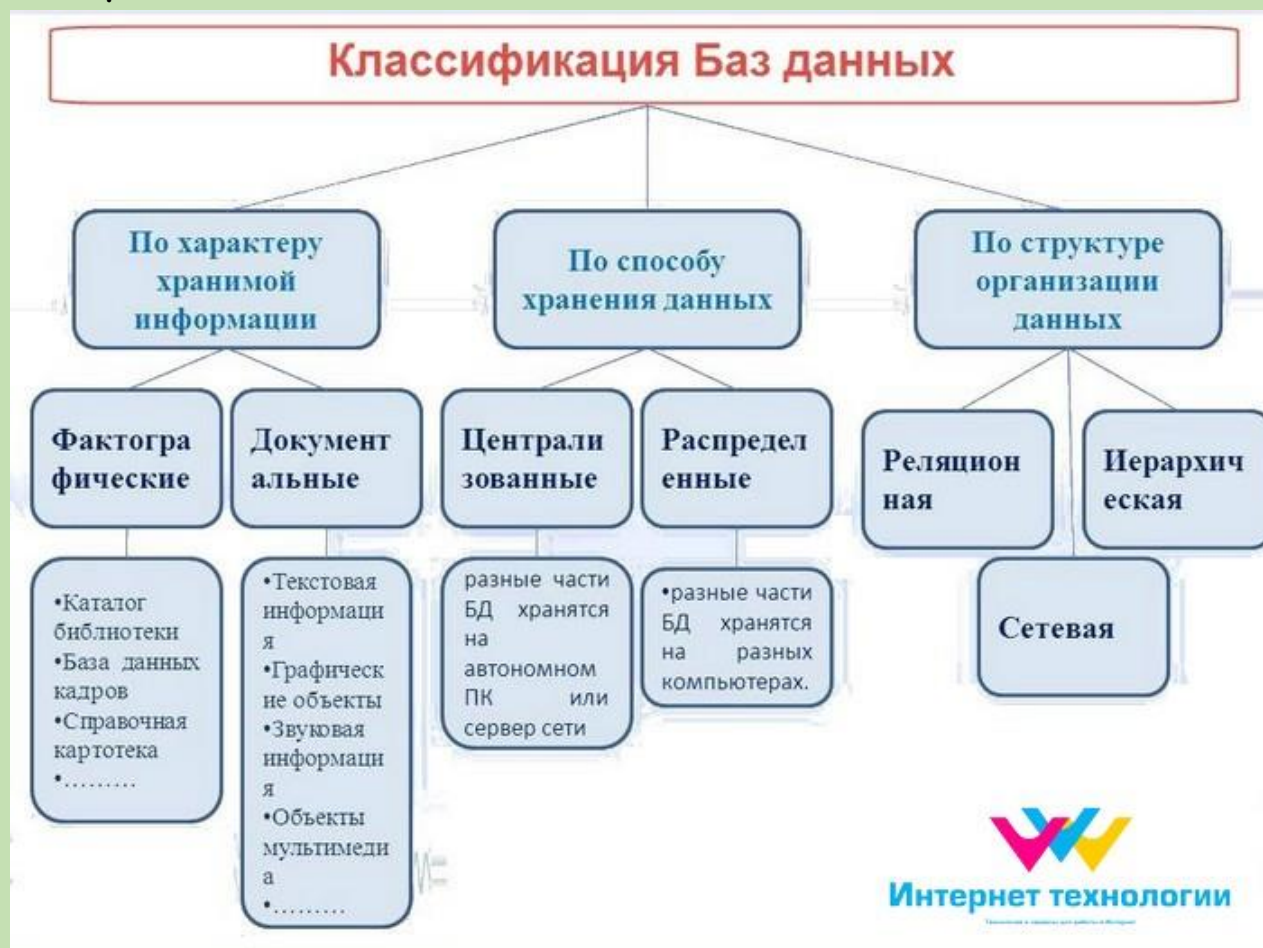 Классификация Баз данных
По характеру
хранимой
информации
По способу
хранения данных
По структуре
организации
данных
Фактогра
фические
Документ
альные
Централи
зованные
Распредел
енные
Реляцион
ная
Иерархич
еская
Сетевая
•Каталог
библиотеки
•База данных
кадров
•Справочная
картотека
•.........
•Текстовая
информаци
я
•Графическ
ие объекты
•Звуковая
информаци
я
•Объекты
мультимеди
а
•.........
разные части
БД хранятся
на
автономном
ПК или
сервер сети
•разные части
БД хранятся
на разных
компьютерах.
Интернет технологии